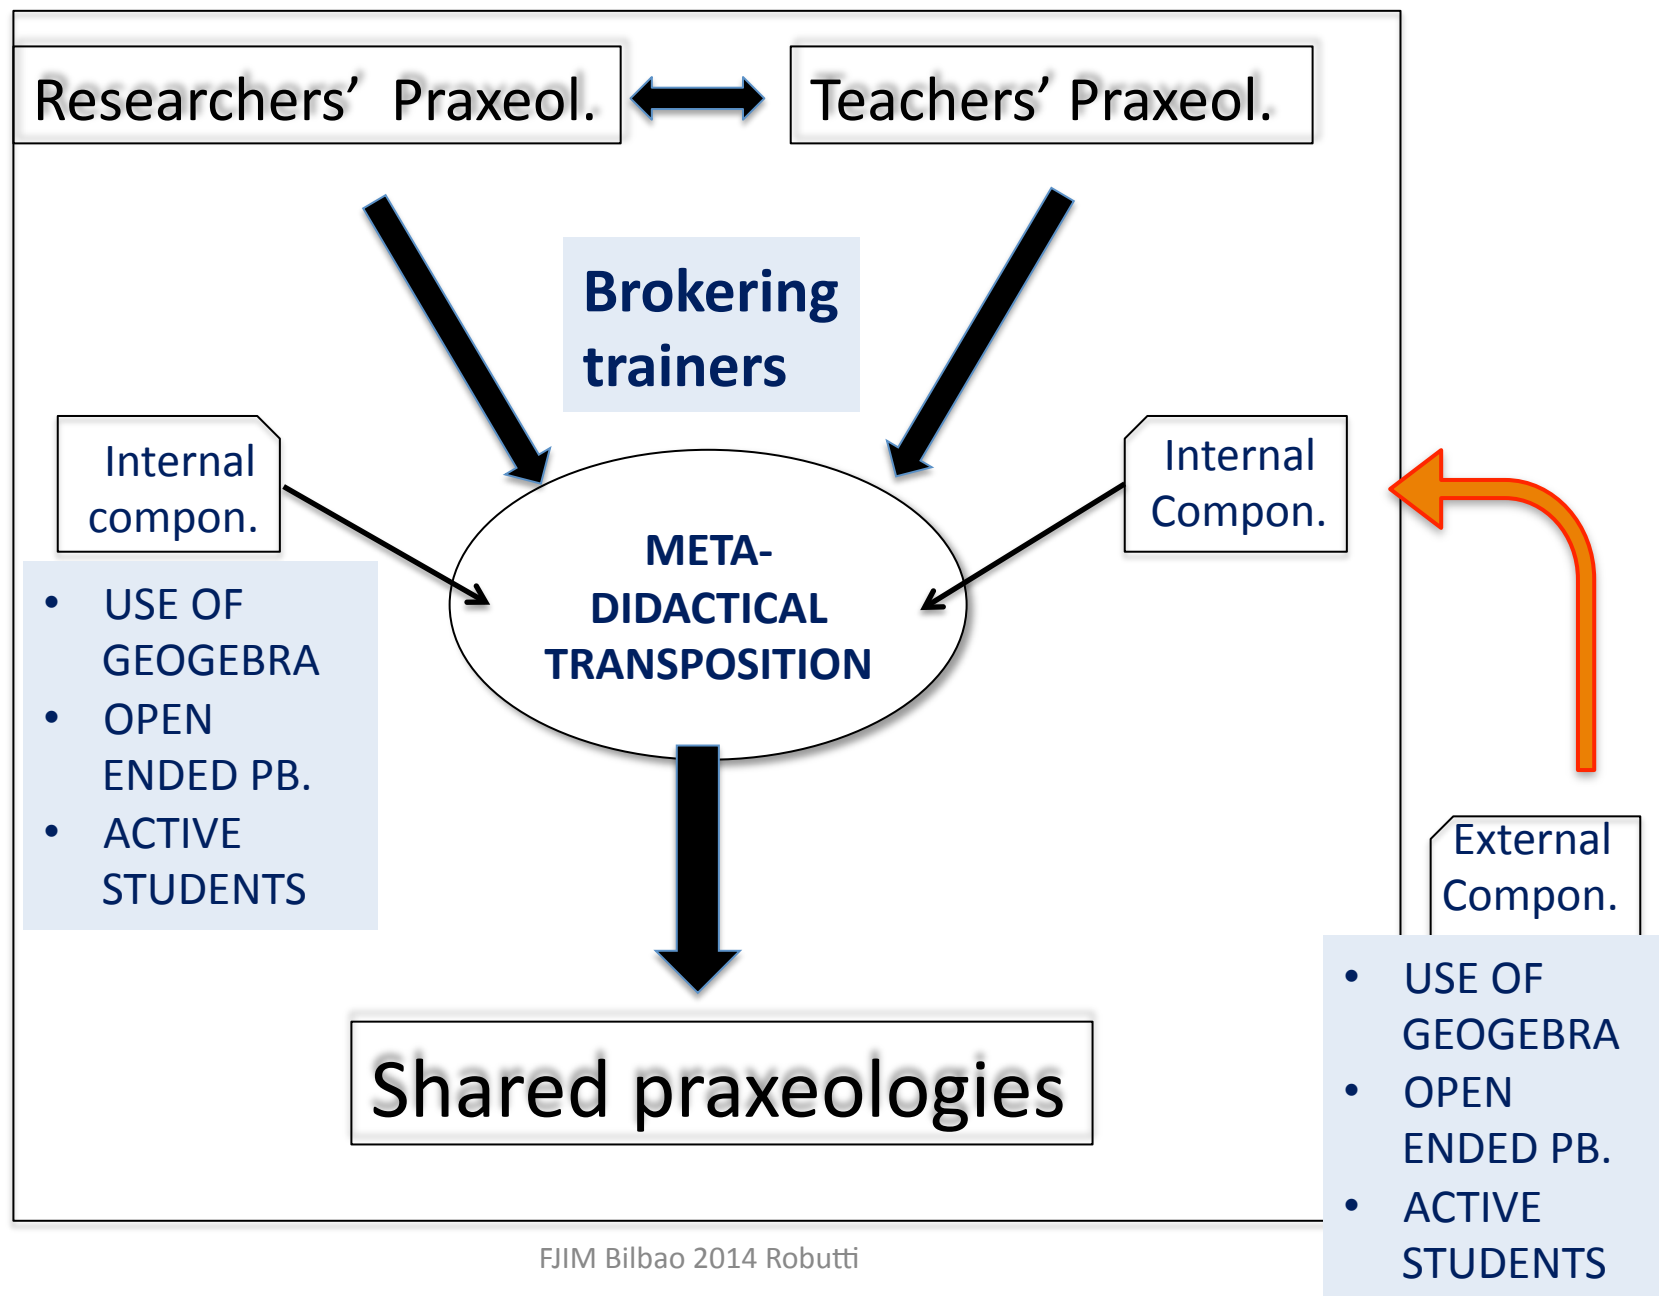 Researchers’ Praxeol.
Teachers’ Praxeol.
Brokering
trainers
Internal
compon.
Internal
Compon.
META-
DIDACTICAL
TRANSPOSITION
• USE OF
GEOGEBRA
• OPEN
ENDED PB.
• ACTIVE
STUDENTS
External
Compon.
• USE OF
GEOGEBRA
• OPEN
ENDED PB.
• ACTIVE
STUDENTS
Shared praxeologies
FJIM Bilbao 2014 Robutti